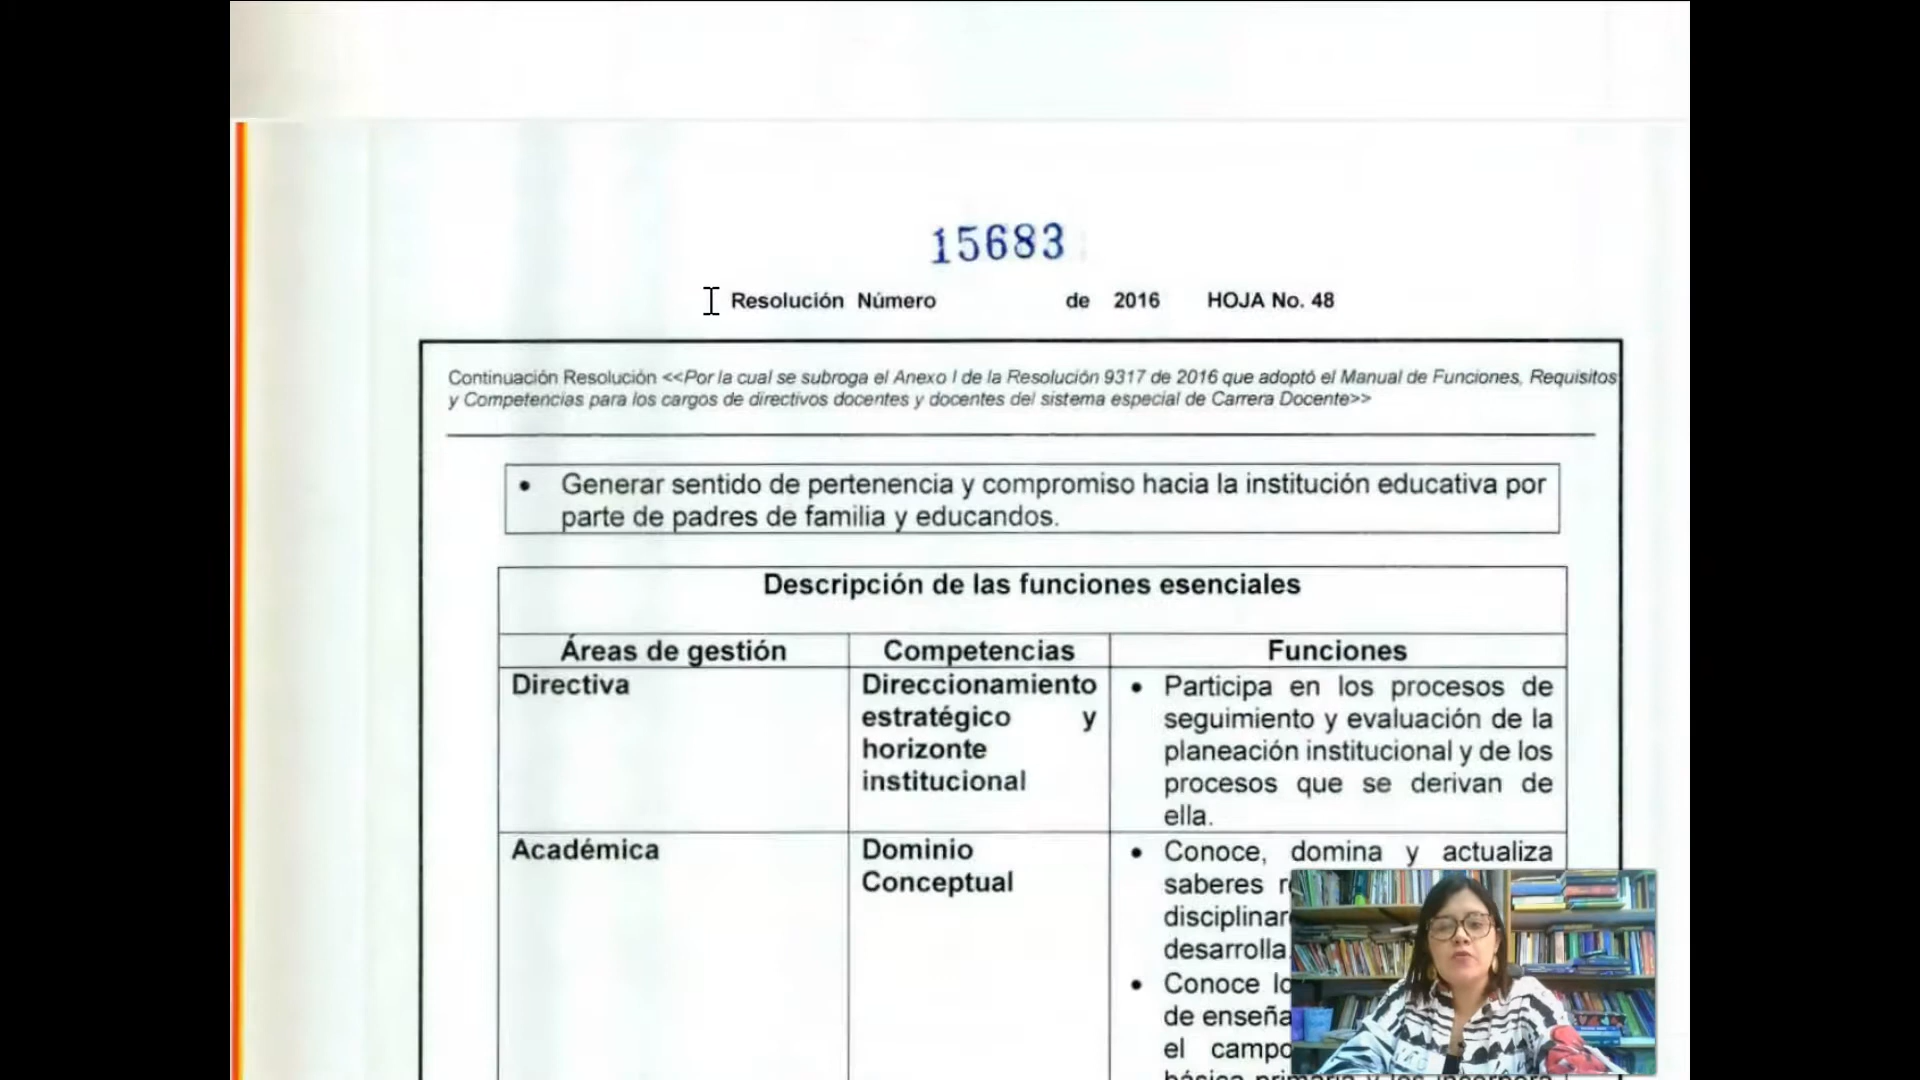 15683
Resolución Número de 2016 HOJA No. 48
Continuación Resolución <<Por la cual se subroga el Anexo I de la Resolución 9317 de 2016 que adoptó el Manual de Funciones, Requisitos
y Competencias para los cargos de directivos docentes y docentes del sistema especial de Carrera Docente>>
• Generar sentido de pertenencia y compromiso hacia la institución educativa por
parte de padres de familia y educandos.
Descripción de las funciones esenciales
Áreas de gestión Competencias Funciones
Directiva
Direccionamiento
estratégico y
horizonte
institucional
• Participa en los procesos de
seguimiento y evaluación de la
planeación institucional y de los
procesos que se derivan de
ella.
Académica
Dominio
Conceptual
• Conoce, domina y actualiza
saberes
desarrolla
• Conoce
de
el